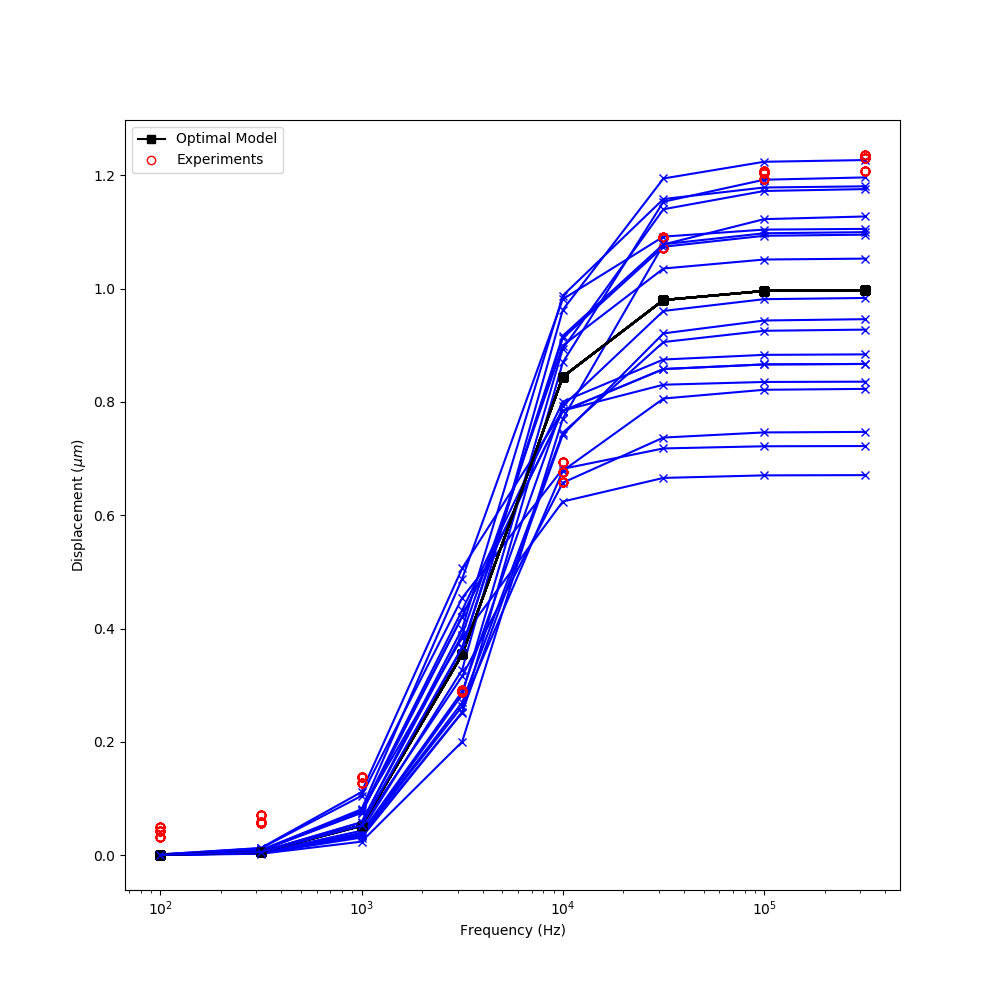 Optimal Model
Experiments
1.2
1.0
0.8
0.6
0.4
0.2
0.0
Displacement (μm)
10²
10³
10⁴
10⁵
Frequency (Hz)